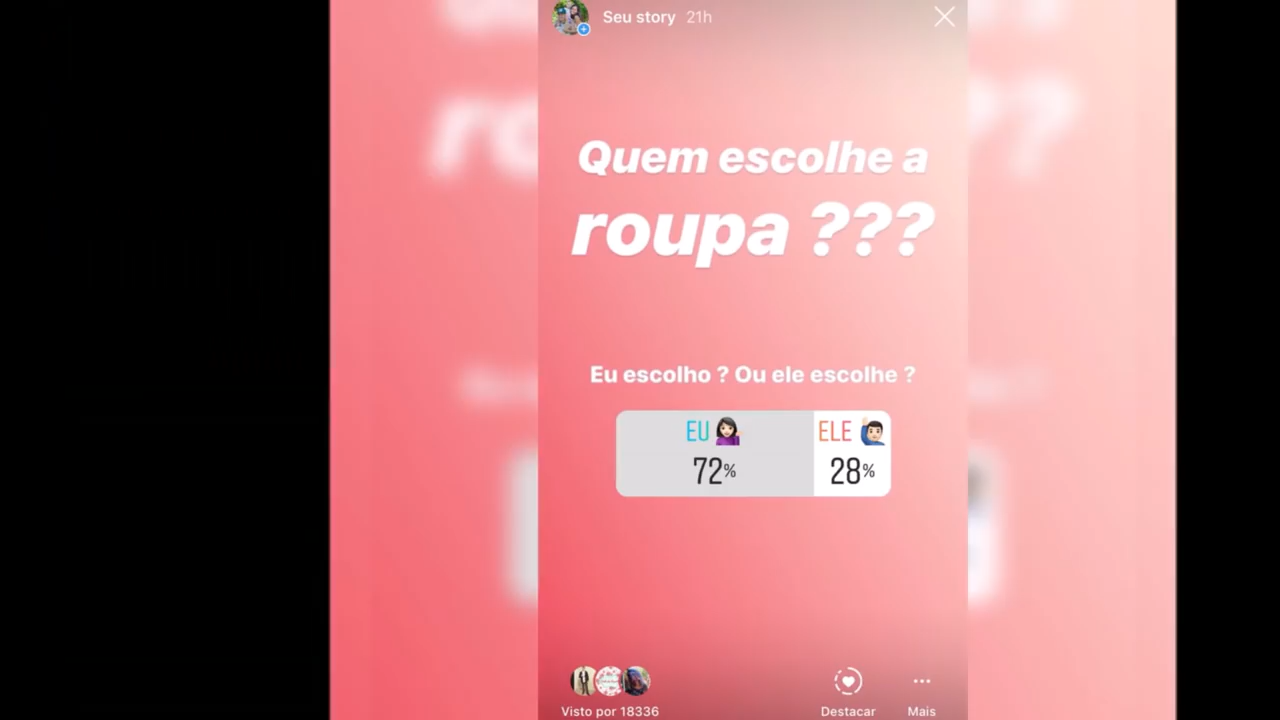 Seu story 21h
Quem escolhe a
roupa ???
Eu escolho ? Ou ele escolhe ?
EU ELE
72% 28%
Visto por 18336 Destacar Mais